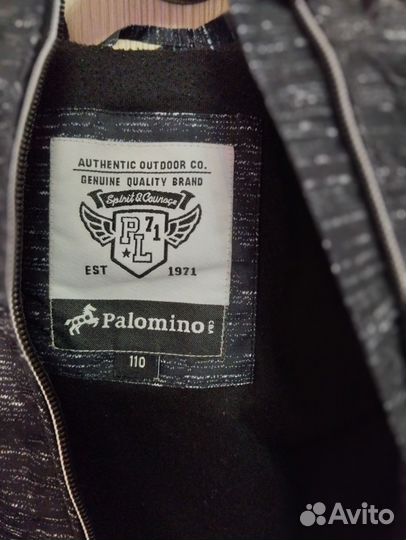 AUTHENTIC OUTDOOR CO.
GENUINE QUALITY BRAND
Spirit & Courage
PL 71
EST 1971
Palomino C&A
110
Avito